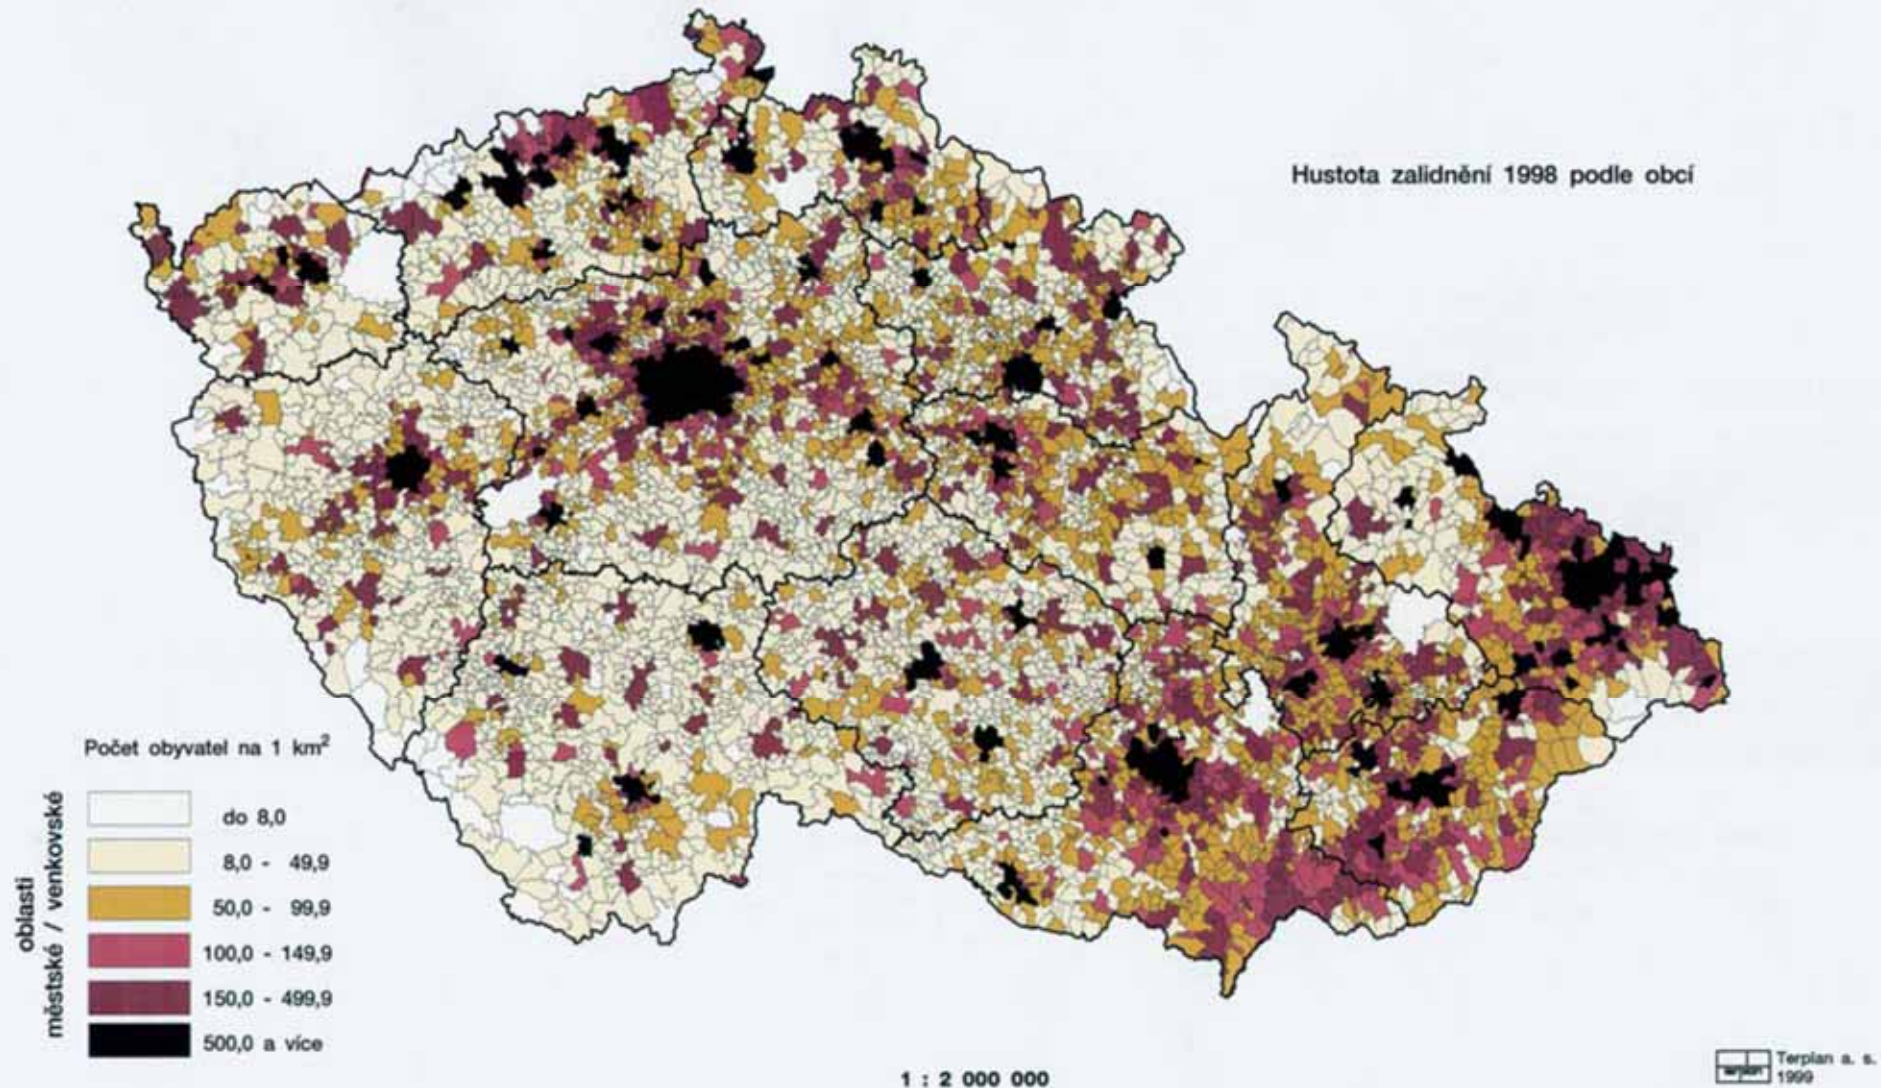 Hustota zalidnění 1998 podle obcí
Počet obyvatel na 1 km²
oblasti
městské / venkovské
do 8,0
8,0 - 49,9
50,0 - 99,9
100,0 - 149,9
150,0 - 499,9
500,0 a více
1 : 2 000 000
terplan
Terplan a. s.
1999